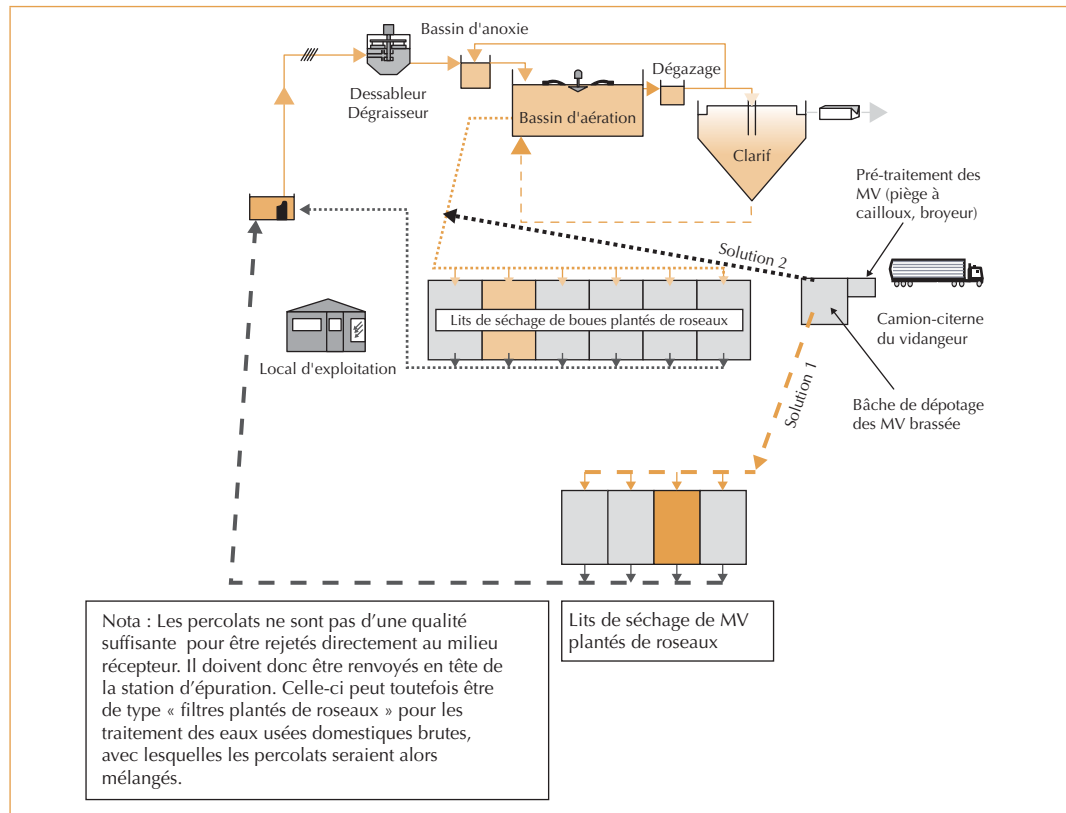 Bassin d'anoxie
Dessableur
Dégraisseur
Dégazage
Bassin d'aération
Clarif
Pré-traitement des
MV (piège à
cailloux, broyeur)
Solution 2
Camion-citerne
du vidangeur
Lits de séchage de boues plantés de roseaux
Local d'exploitation
Solution 1
Bâche de dépotage
des MV brassée
Nota : Les percolats ne sont pas d'une qualité
suffisante pour être rejetés directement au milieu
récepteur. Il doivent donc être renvoyés en tête de
la station d'épuration. Celle-ci peut toutefois être
de type « filtres plantés de roseaux » pour les
traitement des eaux usées domestiques brutes,
avec lesquelles les percolats seraient alors
mélangés.
Lits de séchage de MV
plantés de roseaux